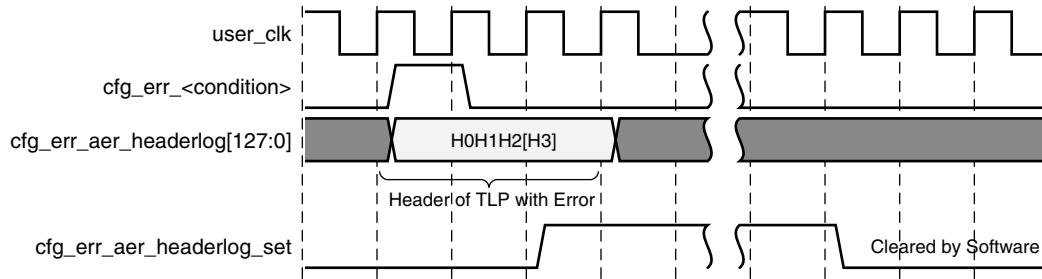 user_clk
cfg_err_<condition>
cfg_err_aer_headerlog[127:0]
H0H1H2[H3]
Header of TLP with Error
cfg_err_aer_headerlog_set
Cleared by Software